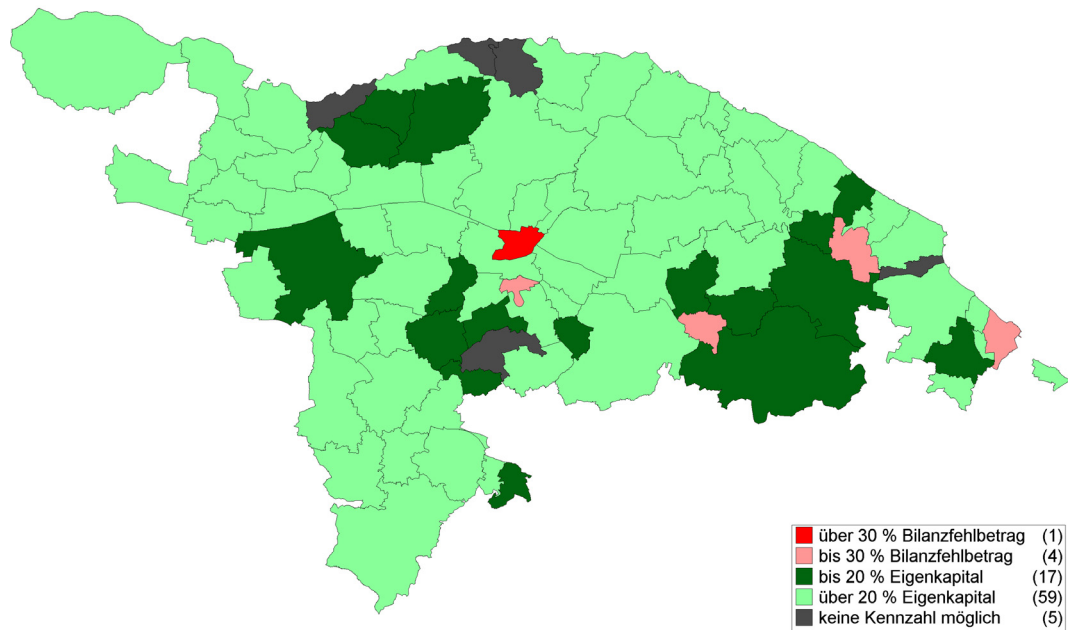 über 30 % Bilanzfehlbetrag (1)
bis 30 % Bilanzfehlbetrag (4)
bis 20 % Eigenkapital (17)
über 20 % Eigenkapital (59)
keine Kennzahl möglich (5)